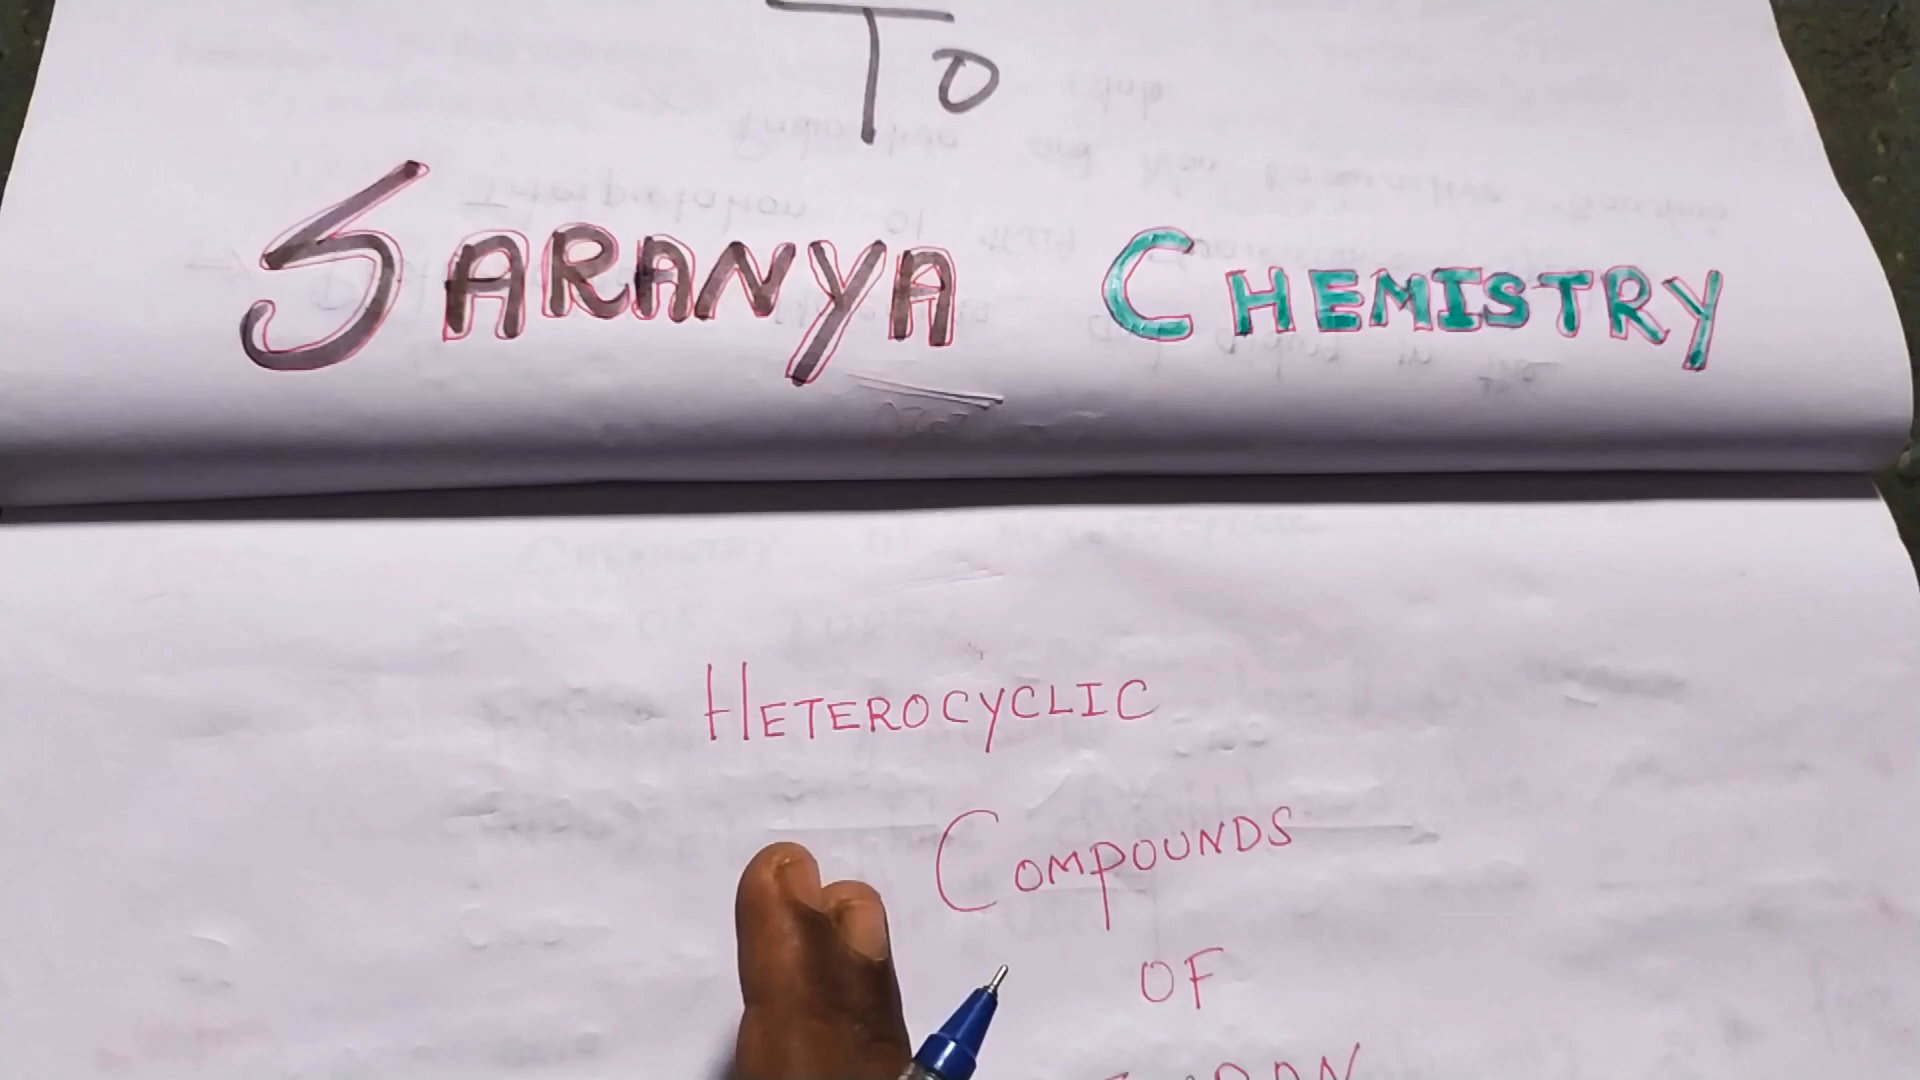 To
SARANYA CHEMISTRY
HETEROCYCLIC
COMPOUNDS
OF